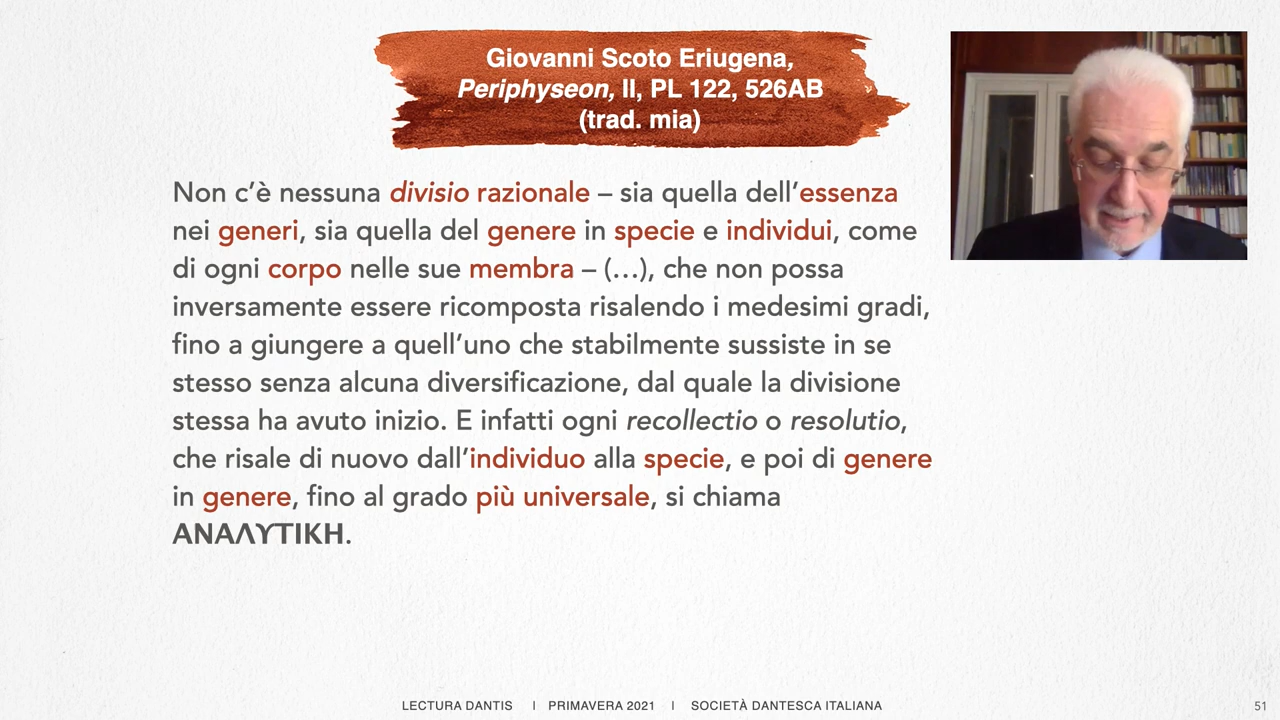 Giovanni Scoto Eriugena,
Periphyseon, II, PL 122, 526AB
(trad. mia)
Non c’è nessuna divisio razionale – sia quella dell’essenza
nei generi, sia quella del genere in specie e individui, come
di ogni corpo nelle sue membra – (…), che non possa
inversamente essere ricomposta risalendo i medesimi gradi,
fino a giungere a quell’uno che stabilmente sussiste in se
stesso senza alcuna diversificazione, dal quale la divisione
stessa ha avuto inizio. E infatti ogni recollectio o resolutio,
che risale di nuovo dall’individuo alla specie, e poi di genere
in genere, fino al grado più universale, si chiama
ΑΝΑΛΥΤΙΚΗ.
LECTURA DANTIS | PRIMAVERA 2021 | SOCIETÀ DANTESCA ITALIANA
51